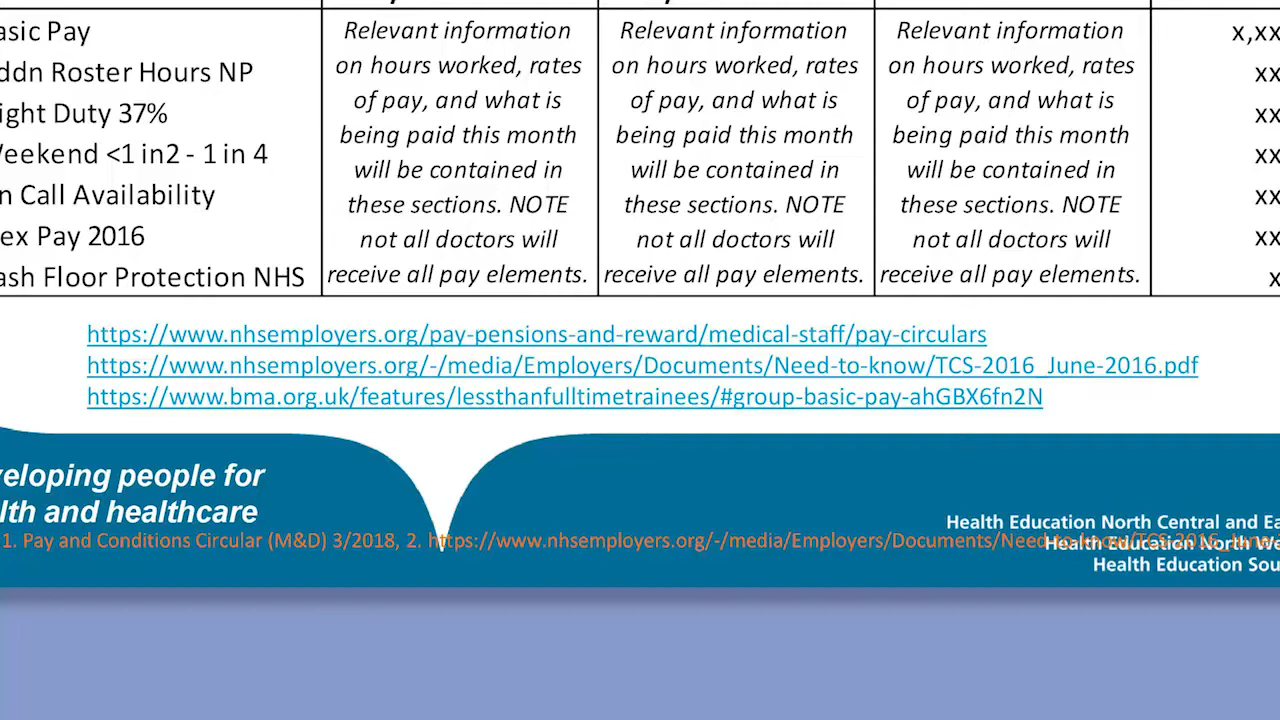 asic Pay
ddn Roster Hours NP
ight Duty 37%
Veekend <1 in2 - 1 in 4
n Call Availability
ex Pay 2016
ash Floor Protection NHS
Relevant information
on hours worked, rates
of pay, and what is
being paid this month
will be contained in
these sections. NOTE
not all doctors will
receive all pay elements.
Relevant information
on hours worked, rates
of pay, and what is
being paid this month
will be contained in
these sections. NOTE
not all doctors will
receive all pay elements.
Relevant information
on hours worked, rates
of pay, and what is
being paid this month
will be contained in
these sections. NOTE
not all doctors will
receive all pay elements.
x,xx
xx
xx
xx
xx
xx
x
https://www.nhsemployers.org/pay-pensions-and-reward/medical-staff/pay-circulars
https://www.nhsemployers.org/-/media/Employers/Documents/Need-to-know/TCS-2016_June-2016.pdf
https://www.bma.org.uk/features/lessthanfulltimetrainees/#group-basic-pay-ahGBX6fn2N
veloping people for
lth and healthcare
1. Pay and Conditions Circular (M&D) 3/2018, 2. https://www.nhsemployers.org/-/media/Employers/Documents/Need-to-know/TCS-2016_June-
Health Education North Central and Ea
Health Education North We
Health Education Sou